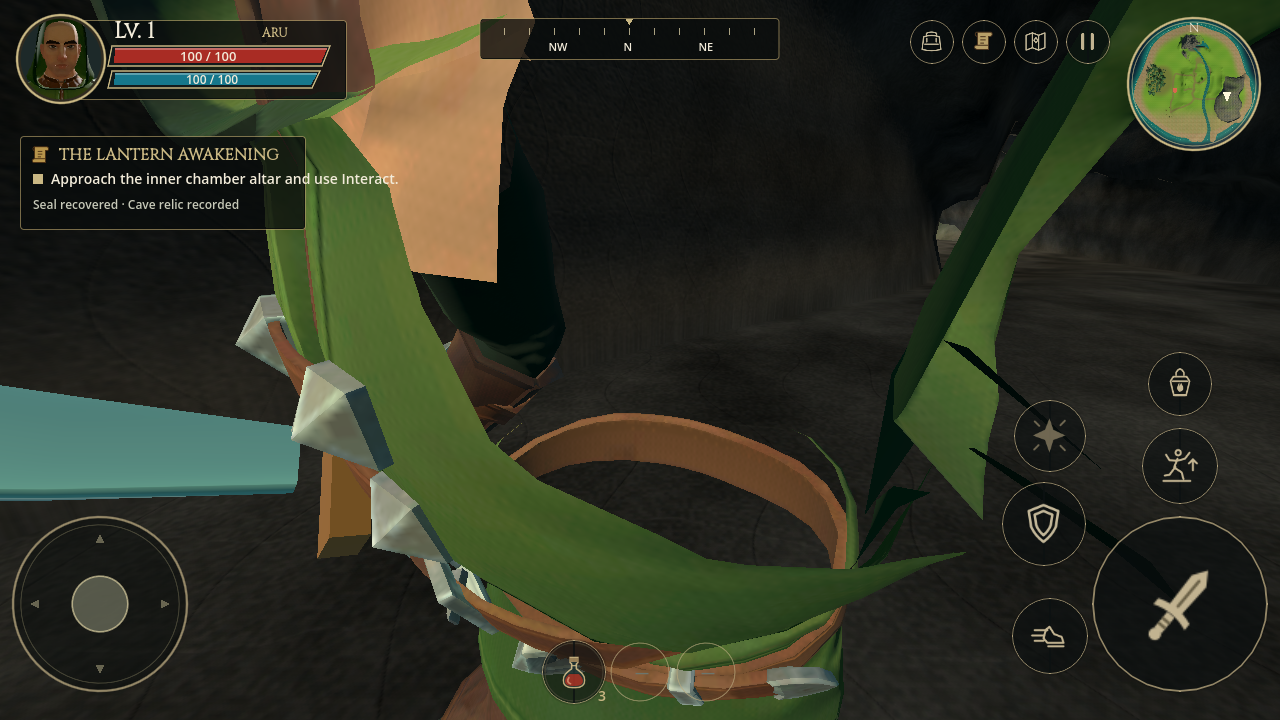 Lv. 1
ARU
100 / 100
100 / 100
NW
N
NE
N
THE LANTERN AWAKENING
Approach the inner chamber altar and use Interact.
Seal recovered · Cave relic recorded
3